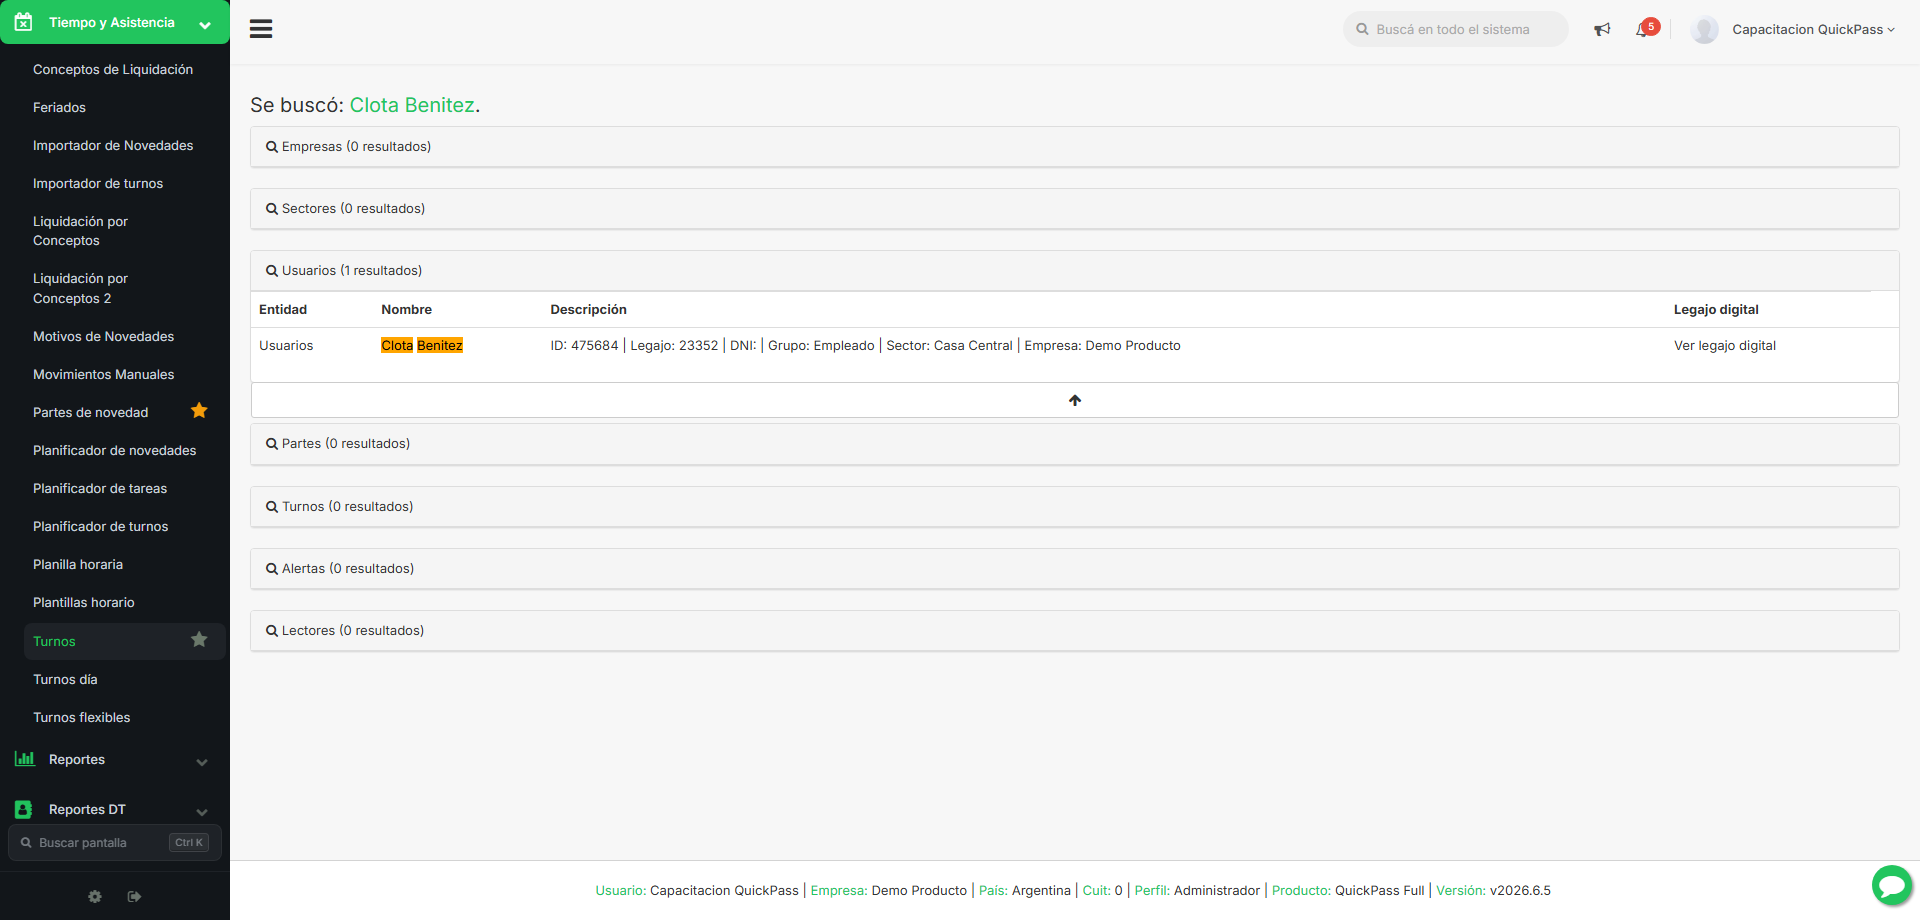 Tiempo y Asistencia
Conceptos de Liquidación
Feriados
Importador de Novedades
Importador de turnos
Liquidación por
Conceptos
Liquidación por
Conceptos 2
Motivos de Novedades
Movimientos Manuales
Partes de novedad
Planificador de novedades
Planificador de tareas
Planificador de turnos
Planilla horaria
Plantillas horario
Turnos
Turnos día
Turnos flexibles
Reportes
Reportes DT
Buscar pantalla Ctrl K
Buscá en todo el sistema
5
Capacitacion QuickPass
Se buscó: Clota Benitez.
Empresas (0 resultados)
Sectores (0 resultados)
Usuarios (1 resultados)
Entidad Nombre Descripción Legajo digital
Usuarios Clota Benitez ID: 475684 | Legajo: 23352 | DNI: | Grupo: Empleado | Sector: Casa Central | Empresa: Demo Producto Ver legajo digital
Partes (0 resultados)
Turnos (0 resultados)
Alertas (0 resultados)
Lectores (0 resultados)
Usuario: Capacitacion QuickPass | Empresa: Demo Producto | País: Argentina | Cuit: 0 | Perfil: Administrador | Producto: QuickPass Full | Versión: v2026.6.5